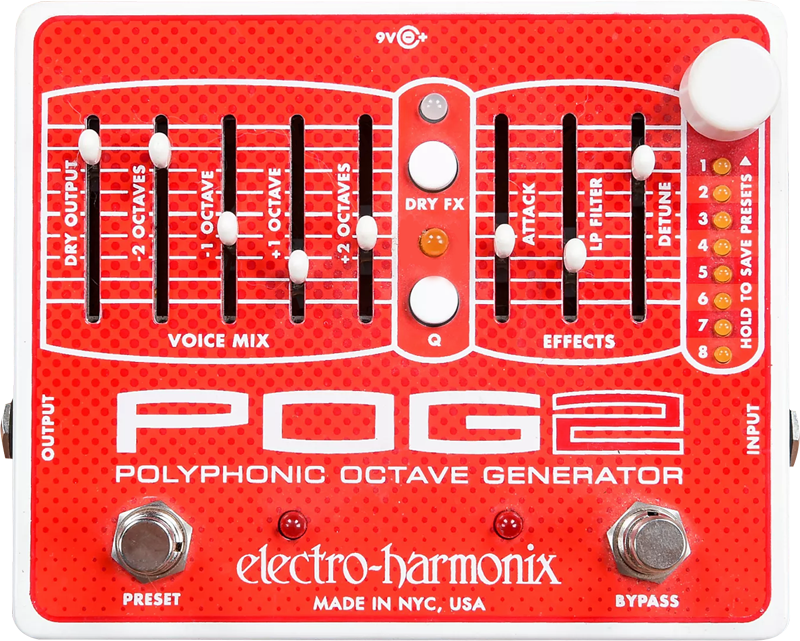 9V +
DRY OUTPUT
-2 OCTAVES
-1 OCTAVE
+1 OCTAVE
+2 OCTAVES
DRY FX
Q
ATTACK
LP FILTER
DETUNE
1
2
3
4
5
6
7
8
HOLD TO SAVE PRESETS
VOICE MIX
EFFECTS
OUTPUT
INPUT
POG2
POLYPHONIC OCTAVE GENERATOR
electro-harmonix
MADE IN NYC, USA
PRESET
BYPASS